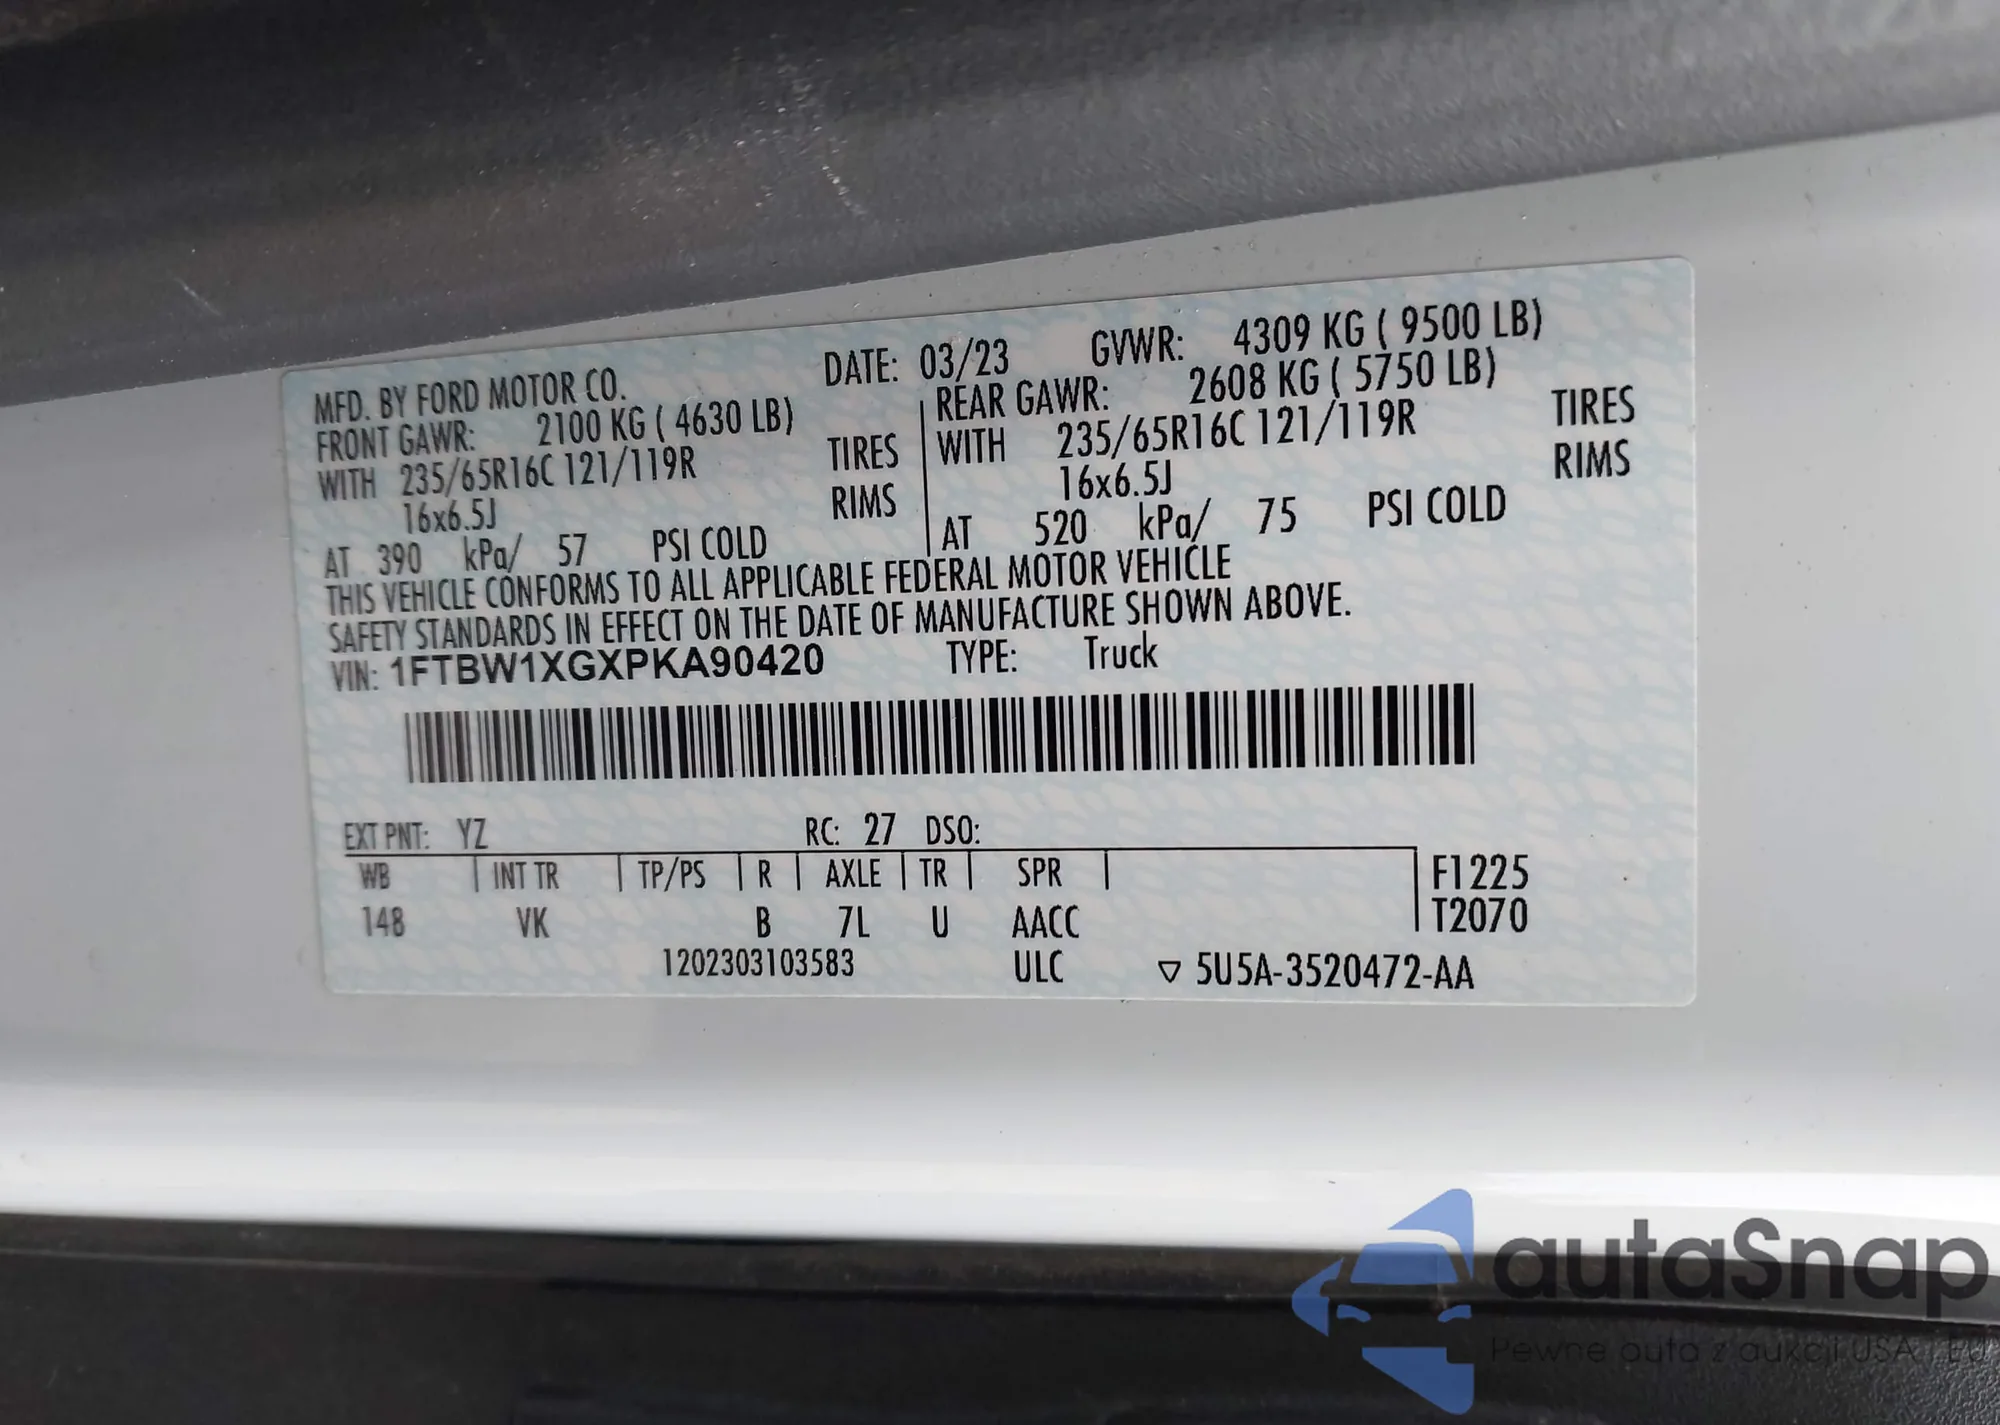 MFD. BY FORD MOTOR CO. DATE: 03/23 GVWR: 4309 KG ( 9500 LB)
FRONT GAWR: 2100 KG ( 4630 LB) REAR GAWR: 2608 KG ( 5750 LB)
WITH 235/65R16C 121/119R TIRES WITH 235/65R16C 121/119R TIRES
16x6.5J RIMS 16x6.5J RIMS
AT 390 kPa/ 57 PSI COLD AT 520 kPa/ 75 PSI COLD
THIS VEHICLE CONFORMS TO ALL APPLICABLE FEDERAL MOTOR VEHICLE
SAFETY STANDARDS IN EFFECT ON THE DATE OF MANUFACTURE SHOWN ABOVE.
VIN: 1FTBW1XGXPKA90420 TYPE: Truck
EXT PNT: YZ RC: 27 DSO:
WB INT TR TP/PS R AXLE TR SPR F1225
148 VK B 7L U AACC T2070
1202303103583 ULC ▽ 5U5A-3520472-AA
autaSnap
Pewne auta z aukcji USA i